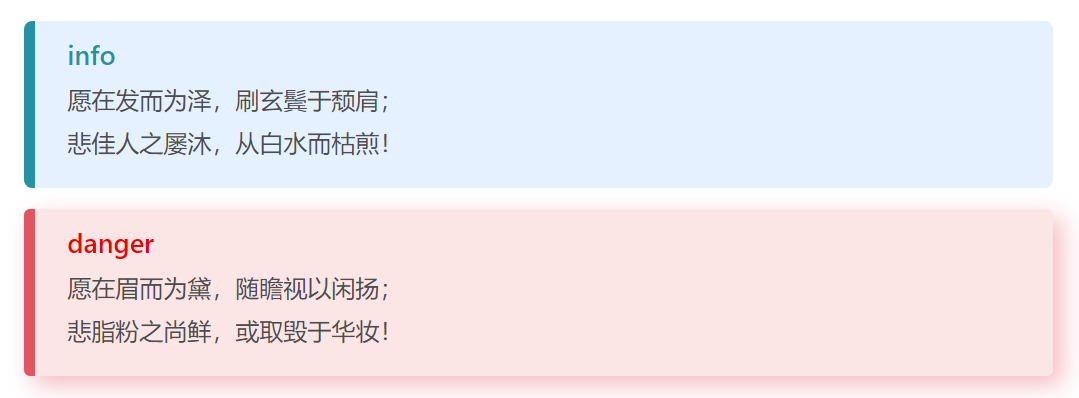 info
愿在发而为泽，刷玄鬓于颓肩；
悲佳人之屡沐，从白水而枯煎！
danger
愿在眉而为黛，随瞻视以闲扬；
悲脂粉之尚鲜，或取毁于华妆！